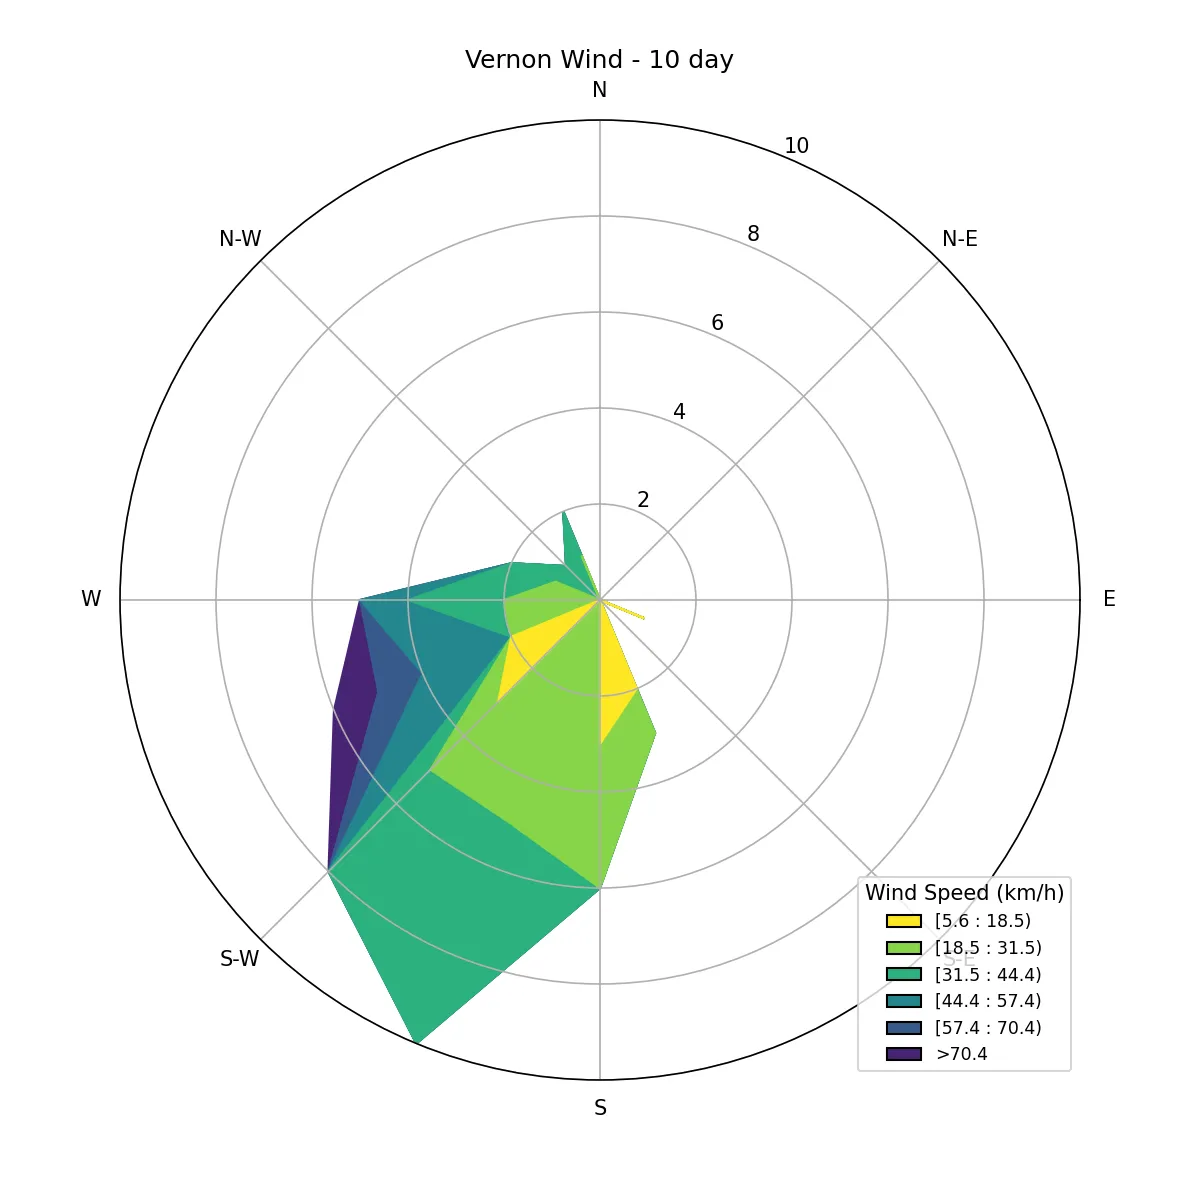 Vernon Wind - 10 day
N
10
N-W
N-E
8
6
4
2
W
E
Wind Speed (km/h)
[5.6 : 18.5)
[18.5 : 31.5)
S-W
S-E
[31.5 : 44.4)
[44.4 : 57.4)
[57.4 : 70.4)
>70.4
S